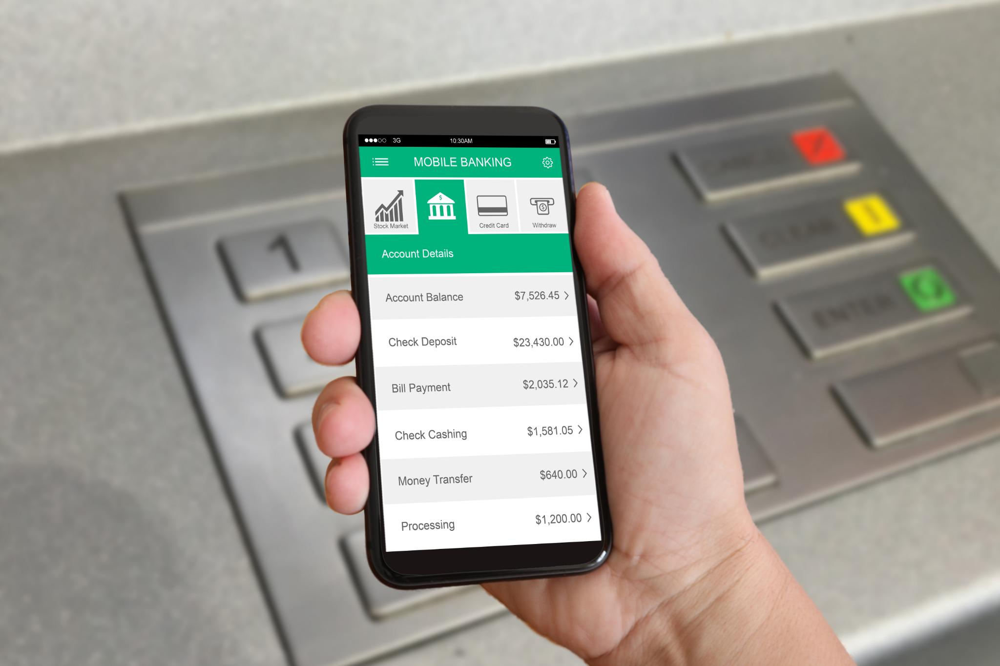 3G 10:30AM
MOBILE BANKING
Stock Market Credit Card Withdraw
Account Details
Account Balance $7,526.45
Check Deposit $23,430.00
Bill Payment $2,035.12
Check Cashing $1,581.05
Money Transfer $640.00
Processing $1,200.00
1
CLEAR
ENTER